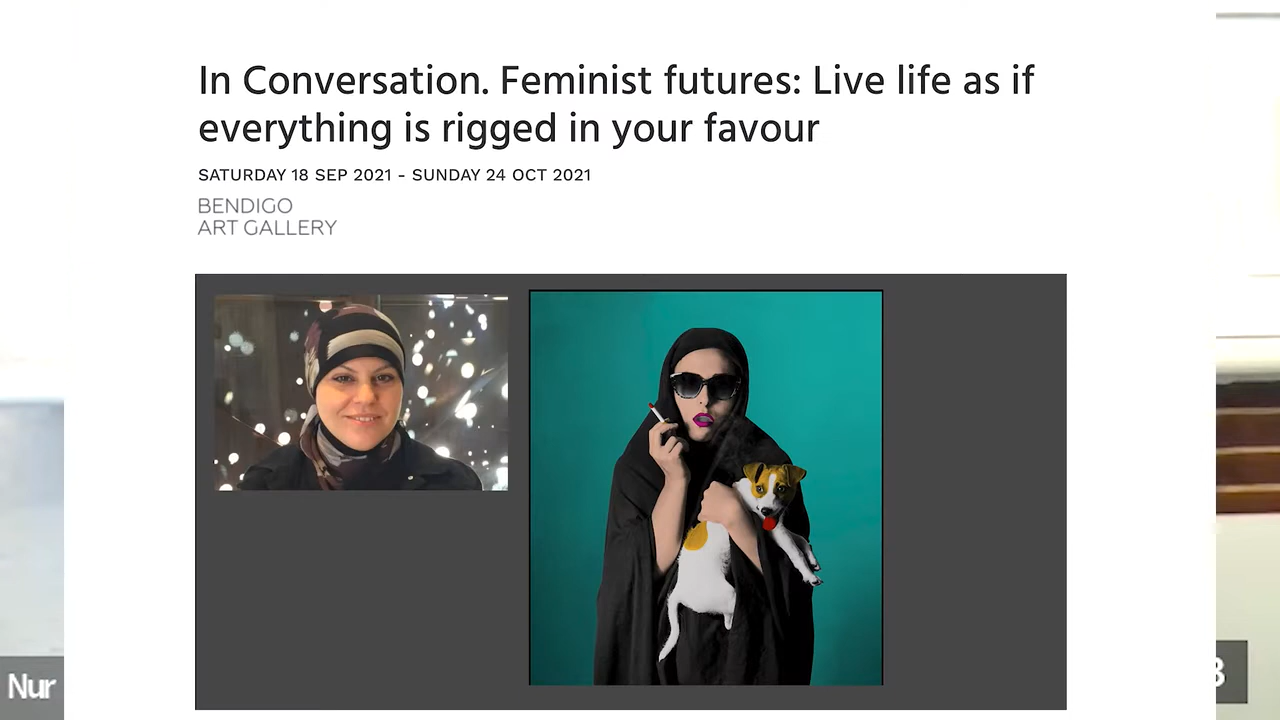 In Conversation. Feminist futures: Live life as if
everything is rigged in your favour
SATURDAY 18 SEP 2021 - SUNDAY 24 OCT 2021
BENDIGO
ART GALLERY
Nur
3